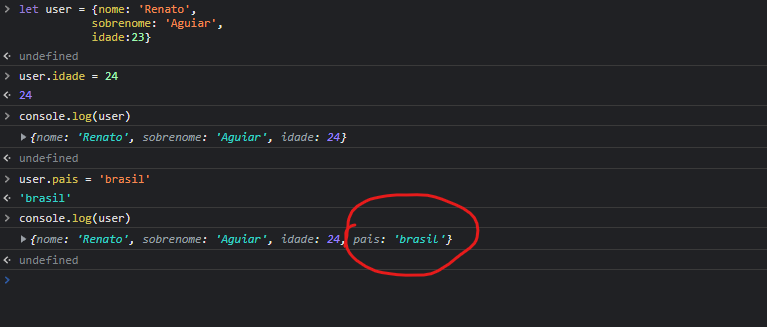 let user = {nome: 'Renato',
sobrenome: 'Aguiar',
idade:23}
undefined
user.idade = 24
24
console.log(user)
{nome: 'Renato', sobrenome: 'Aguiar', idade: 24}
undefined
user.pais = 'brasil'
'brasil'
console.log(user)
{nome: 'Renato', sobrenome: 'Aguiar', idade: 24, pais: 'brasil'}
undefined